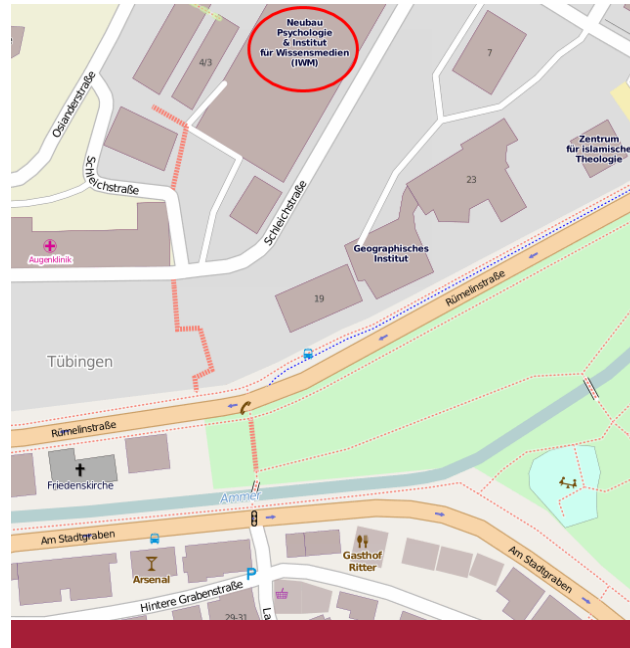 Neubau
Psychologie
& Institut
für Wissensmedien
(IWM)
4/3
7
Osianderstraße
Zentrum
für islamische
Theologie
Schleichstraße
23
Schleichstraße
Augenklinik
Geographisches
Institut
Rümelinstraße
19
Tübingen
Rümelinstraße
Friedenskirche
Ammer
Am Stadtgraben
Arsenal
Gasthof
Ritter
Am Stadtgraben
P
Hintere Grabenstraße
29-31
La